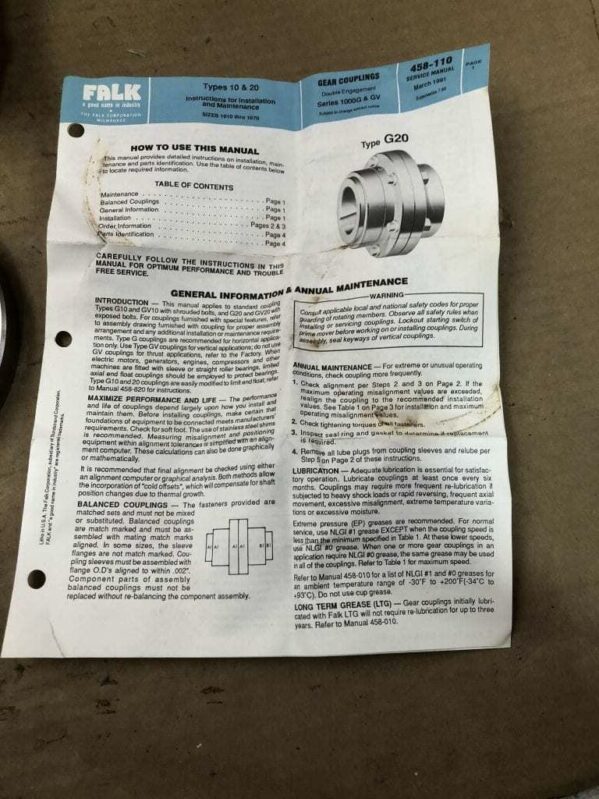 FALK
a good name in industry
THE FALK CORPORATION
MILWAUKEE
Types 10 & 20
Instructions for Installation
and Maintenance
SIZES 1010 thru 1070
GEAR COUPLINGS
Double Engagement
Series 1000G & GV
Subject to change without notice
458-110
SERVICE MANUAL
March 1991
PAGE
1
HOW TO USE THIS MANUAL
This manual provides detailed instructions on installation, main-
tenance and parts identification. Use the table of contents below
to locate required information.
TABLE OF CONTENTS
Maintenance
Balanced Couplings . . . Page 1
General Information . . . Page 1
Installation . . . Page 1
Order Information . . . Pages 2 & 3
Parts Identification . . . Page 4
Page 4
CAREFULLY FOLLOW THE INSTRUCTIONS IN THIS
MANUAL FOR OPTIMUM PERFORMANCE AND TROUBLE
FREE SERVICE.
Type G20
GENERAL INFORMATION & ANNUAL MAINTENANCE
INTRODUCTION — This manual applies to standard coupling
Types G10 and GV10 with shrouded bolts, and G20 and GV20 with
exposed bolts. For couplings furnished with special features, refer
to assembly drawing furnished with coupling for proper assembly
arrangement and any additional installation or maintenance require-
ments. Type G couplings are recommended for horizontal applica-
tion only. Use Type GV couplings for vertical applications; do not use
GV couplings for thrust applications, refer to the Factory. When
electric motors, generators, engines, compressors and other
machines are fitted with sleeve or straight roller bearings, limited
axial end float couplings should be employed to protect bearings.
Type G10 and 20 couplings are easily modified to limit end float, refer
to Manual 458-820 for instructions.
MAXIMIZE PERFORMANCE AND LIFE — The performance
and life of couplings depend largely upon how you install and
maintain them. Before installing couplings, make certain that
foundations of equipment to be connected meets manufacturers'
requirements. Check for soft foot. The use of stainless steel shims
is recommended. Measuring misalignment and positioning
equipment within alignment tolerances is simplified with an align-
ment computer. These calculations can also be done graphically
or mathematically.
It is recommended that final alignment be checked using either
an alignment computer or graphical analysis. Both methods allow
the incorporation of "cold offsets", which will compensate for shaft
position changes due to thermal growth.
BALANCED COUPLINGS — The fasteners provided are
matched sets and must not be mixed
or substituted. Balanced couplings
are match marked and must be as-
sembled with mating match marks
aligned. In some sizes, the sleeve
flanges are not match marked. Cou-
pling sleeves must be assembled with
flange O.D's aligned to within .002".
Component parts of assembly
balanced couplings must not be
replaced without re-balancing the component assembly.
WARNING
Consult applicable local and national safety codes for proper
guarding of rotating members. Observe all safety rules when
installing or servicing couplings. Lockout starting switch of
prime mover before working on or installing couplings. During
assembly, seal keyways of vertical couplings.
ANNUAL MAINTENANCE — For extreme or unusual operating
conditions, check coupling more frequently.
1. Check alignment per Steps 2 and 3 on Page 2. If the
maximum operating misalignment values are exceeded,
realign the coupling to the recommended installation
values. See Table 1 on Page 3 for installation and maximum
operating misalignment values.
2. Check tightening torques of all fasteners.
3. Inspect seal ring and gasket to determine if replacement
is required.
4. Remove all lube plugs from coupling sleeves and relube per
Step 5 on Page 2 of these instructions.
LUBRICATION — Adequate lubrication is essential for satisfac-
tory operation. Lubricate couplings at least once every six
months. Couplings may require more frequent re-lubrication if
subjected to heavy shock loads or rapid reversing, frequent axial
movement, excessive misalignment, extreme temperature varia-
tions or excessive moisture.
Extreme pressure (EP) greases are recommended. For normal
service, use NLGI #1 grease EXCEPT when the coupling speed is
less than the minimum specified in Table 1. At these lower speeds,
use NLGI #0 grease. When one or more gear couplings in an
application require NLGI #0 grease, the same grease may be used
in all of the couplings. Refer to Table 1 for maximum speed.
Refer to Manual 458-010 for a list of NLGI #1 and #0 greases for
an ambient temperature range of -30°F to +200°F(-34°C to
+93°C). Do not use cup grease.
LONG TERM GREASE (LTG) — Gear couplings initially lubri-
cated with Falk LTG will not require re-lubrication for up to three
years. Refer to Manual 458-010.